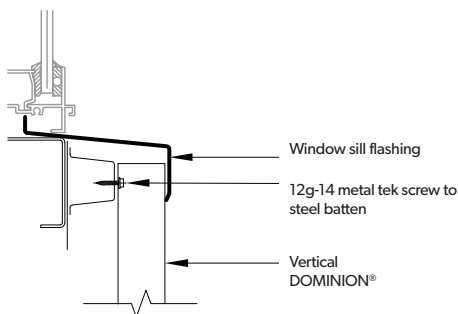 Window sill flashing
12g-14 metal tek screw to
steel batten
Vertical
DOMINION®